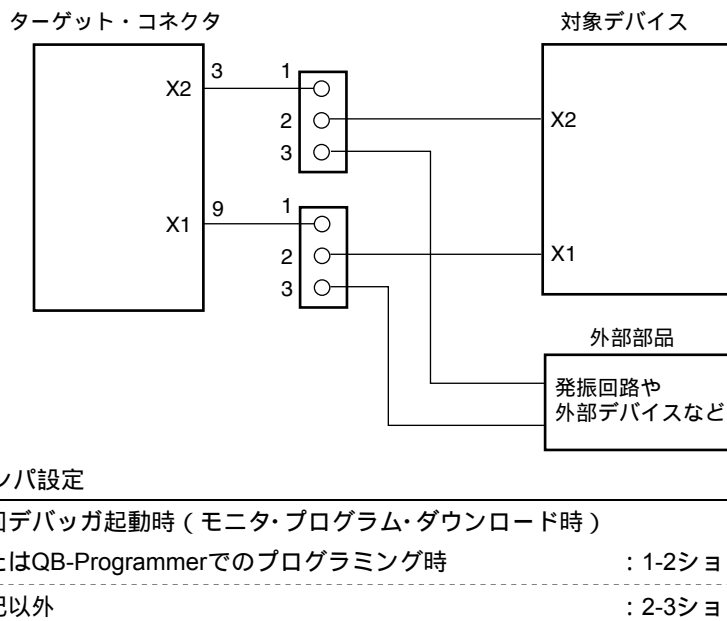 ターゲット・コネクタ
対象デバイス
X2
3
1
2
3
X2
X1
9
1
2
3
X1
外部部品
発振回路や
外部デバイスなど
ンパ設定
デバッガ起動時（モニタ・プログラム・ダウンロード時）
はQB-Programmerでのプログラミング時 ：1-2ショ
以外 ：2-3ショ